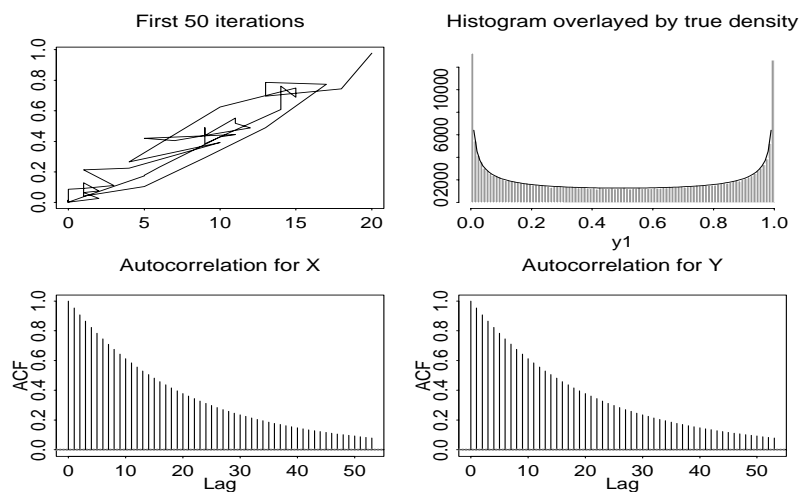 First 50 iterations
0.0 0.2 0.4 0.6 0.8 1.0
0 5 10 15 20
Histogram overlayed by true density
02000 6000 10000
0.0 0.2 0.4 0.6 0.8 1.0
y1
Autocorrelation for X
ACF
0.0 0.2 0.4 0.6 0.8 1.0
0 10 20 30 40 50
Lag
Autocorrelation for Y
ACF
0.0 0.2 0.4 0.6 0.8 1.0
0 10 20 30 40 50
Lag